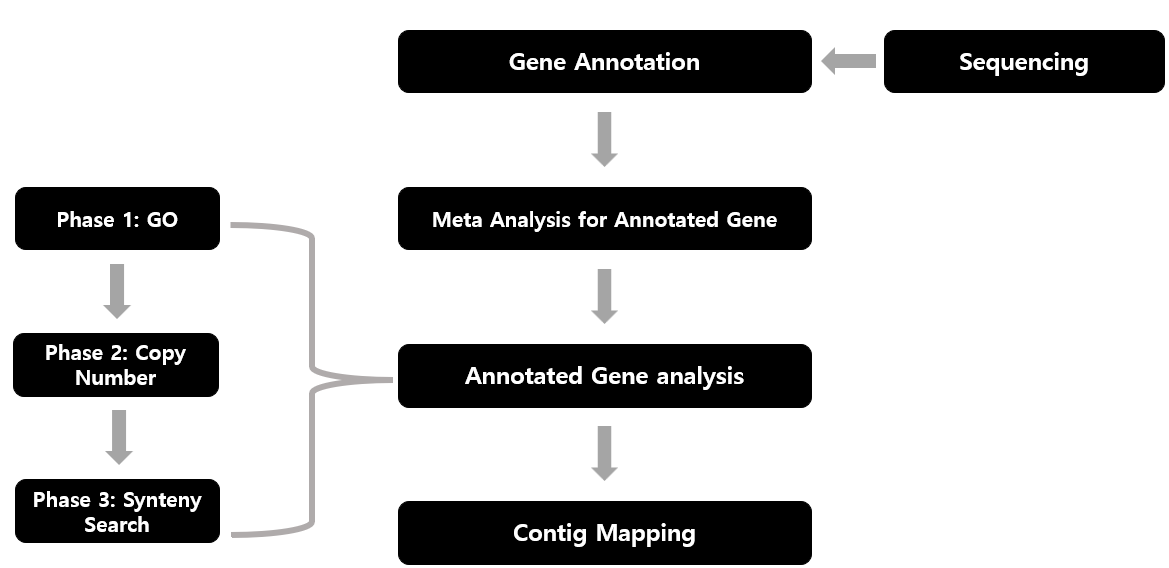 Gene Annotation
Sequencing
Phase 1: GO
Meta Analysis for Annotated Gene
Phase 2: Copy
Number
Annotated Gene analysis
Phase 3: Synteny
Search
Contig Mapping